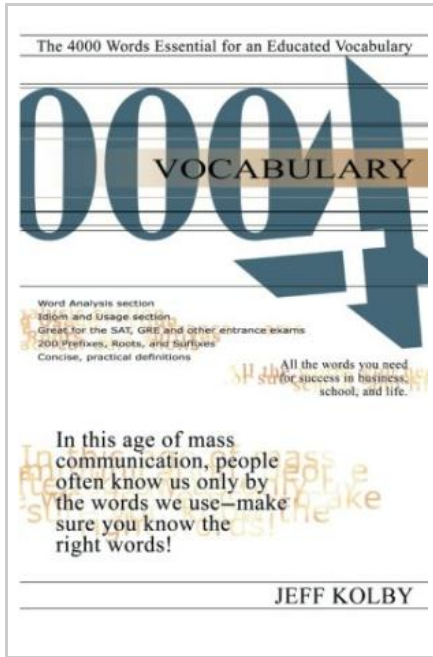 The 4000 Words Essential for an Educated Vocabulary
0004
VOCABULARY
Word Analysis section
Idiom and Usage section
Great for the SAT, GRE and other entrance exams
200 Prefixes, Roots, and Suffixes
Concise, practical definitions
All the words you need
for success in business,
school, and life.
In this age of mass
communication, people
often know us only by
the words we use—make
sure you know the
right words!
JEFF KOLBY